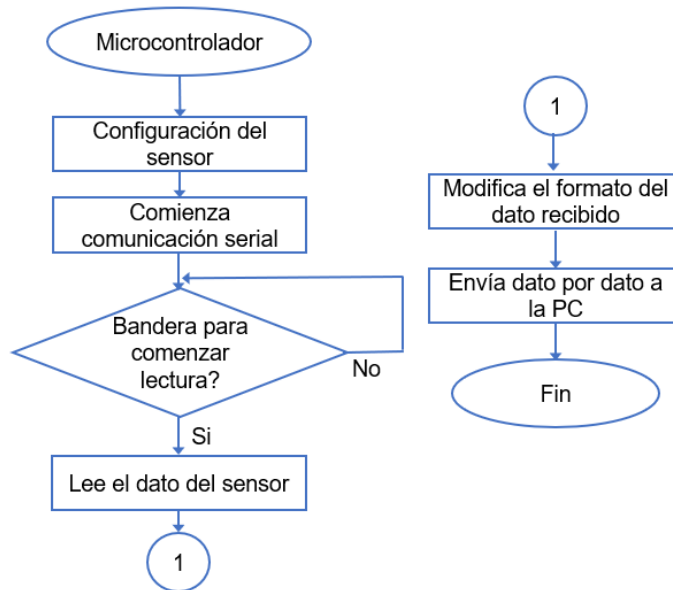 Microcontrolador
Configuración del
sensor
Comienza
comunicación serial
Bandera para
comenzar
lectura?
No
Si
Lee el dato del sensor
1
1
Modifica el formato del
dato recibido
Envía dato por dato a
la PC
Fin